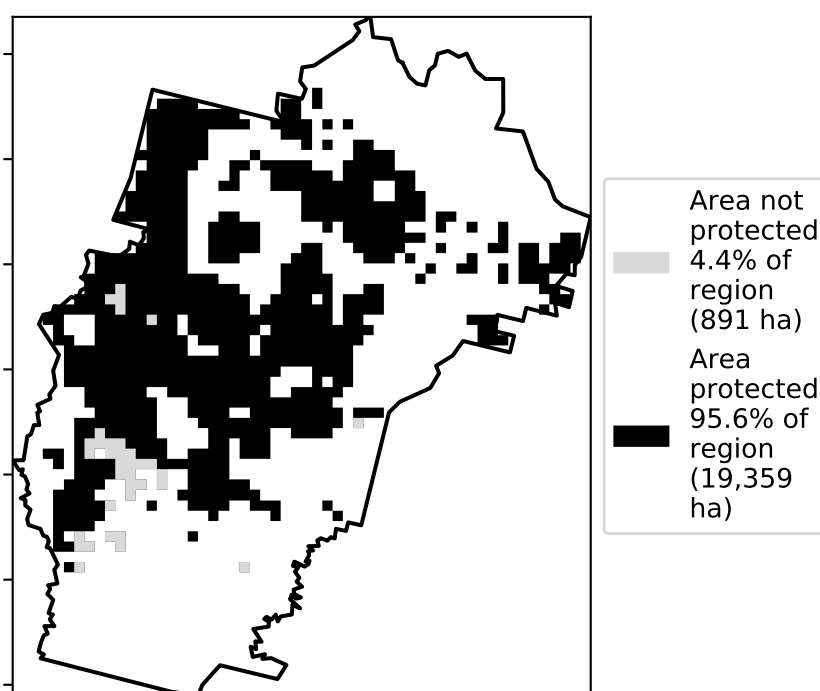 Area not
protected
4.4% of
region
(891 ha)
Area
protected
95.6% of
region
(19,359
ha)